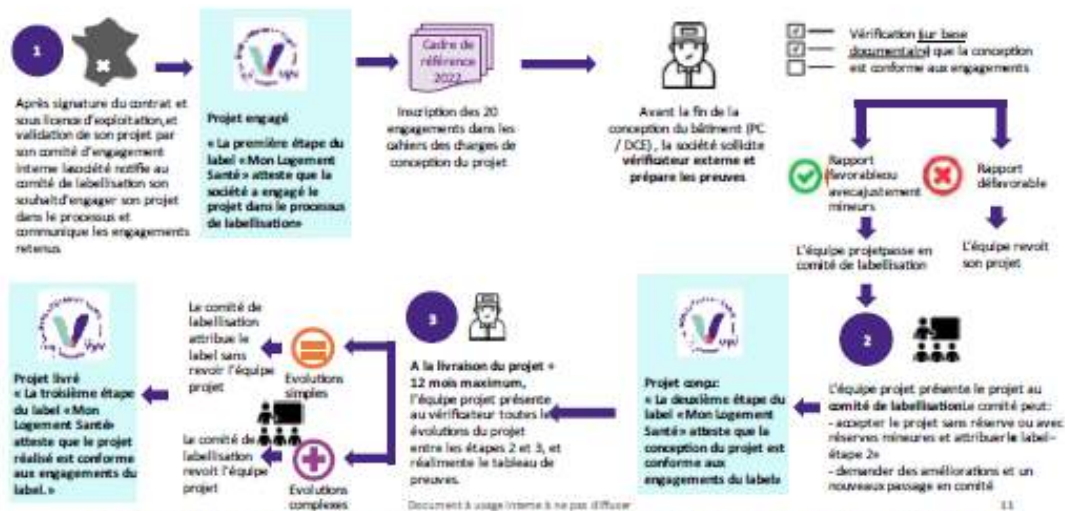 1
Après signature du contrat et
sous licence d'exploitation,et
validation de son projet par
son comité d'engagement
interne lasociété notifie au
comité de labellisation son
souhaitd'engager son projet
dans le processus et
communique les engagements
retenus
Projet engagé
« La première étape du
label «Mon Logement
Santé» atteste que la
société a engagé le
projet dans le processus
de labellisation»
Cadre de
référence
2022
Inscription des 20
engagements dans les
cahiers des charges de
conception du projet
Avant la fin de la
conception du bâtiment (PC
/ DCE) , la société sollicite
vérificateur externe et
prépare les preuves
Vérification sur base
documentaire que la conception
est conforme aux engagements
Rapport
favorableou
avecajustement
mineurs
Rapport
défavorable
L'équipe projetpasse en
comité de labellisation
L'équipe revoit
son projet
2
L'équipe projet présente le projet au
comité de labellisationLe comité peut:
- accepter le projet sans réserve ou avec
réserves mineures et attribuer le label–
étape 2»
- demander des améliorations et un
nouveaux passage en comité
Projet conçu:
« La deuxième étape du
label «Mon Logement
Santé» atteste que la
conception du projet est
conforme aux
engagements du label»
3
A la livraison du projet +
12 mois maximum,
l'équipe projet présente
au vérificateur toutes les
évolutions du projet
entre les étapes 2 et 3, et
réalimente le tableau de
preuves.
Le comité de
labellisation
attribue le
label sans
revoir l'équipe
projet
Evolutions
simples
Le comité de
labellisation
revoit l'équipe
projet
Evolutions
complexes
Projet livré
« La troisième étape
du label «Mon
Logement Santé»
atteste que le projet
réalisé est conforme
aux engagements du
label.»
Document à usage interne à ne pas diffuser
11